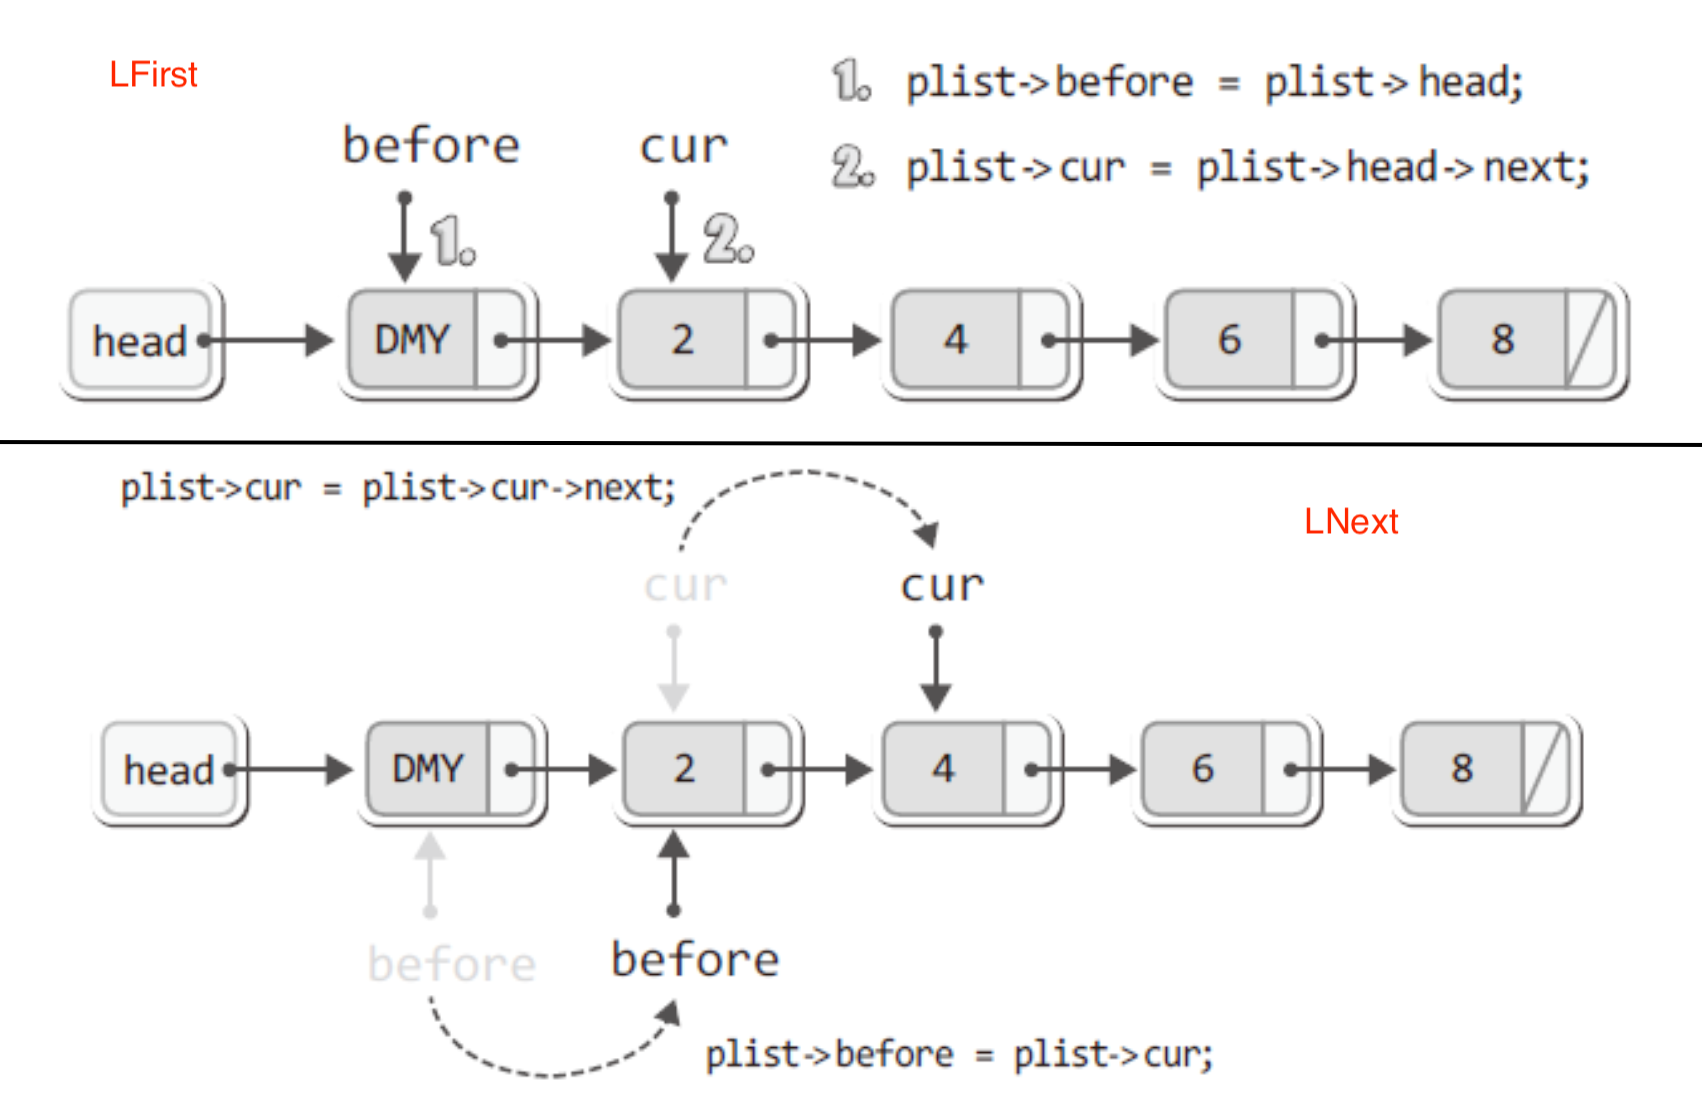 LFirst
1. plist->before = plist->head;
before cur
2. plist->cur = plist->head->next;
1. 2.
head DMY 2 4 6 8
plist->cur = plist->cur->next;
LNext
cur cur
head DMY 2 4 6 8
before before
plist->before = plist->cur;